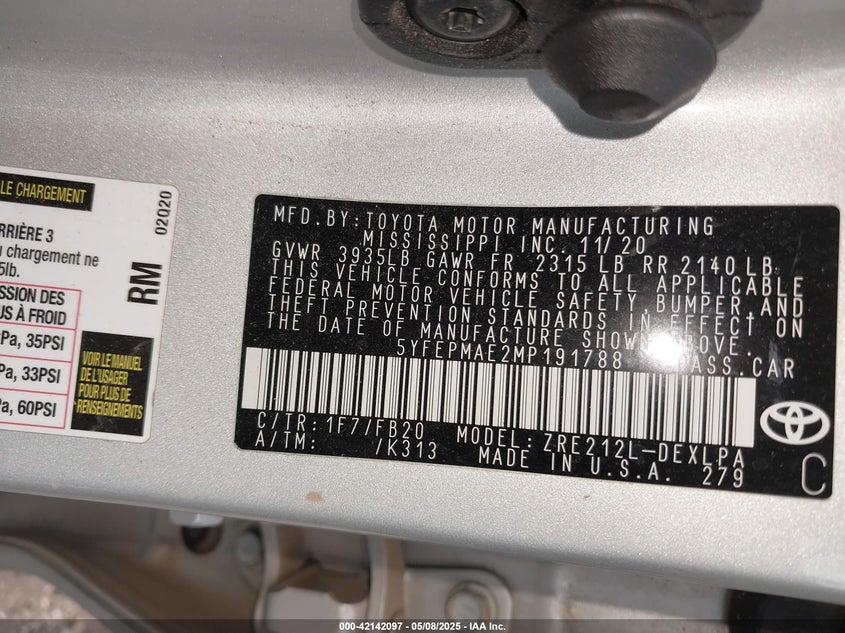 LE CHARGEMENT
RRIÈRE 3
chargement ne
5lb.
SSION DES
US À FROID
Pa, 35PSI
Pa, 33PSI
Pa, 60PSI
02Q20
RM
VOIR LE MANUEL
DE L'USAGER
POUR PLUS DE
RENSEIGNEMENTS
MFD. BY: TOYOTA MOTOR MANUFACTURING
MISSISSIPPI INC. 11/20
GVWR 3935LB GAWR FR 2315 LB RR 2140 LB
THIS VEHICLE CONFORMS TO ALL APPLICABLE
FEDERAL MOTOR VEHICLE SAFETY, BUMPER, AND
THEFT PREVENTION STANDARDS IN EFFECT ON
THE DATE OF MANUFACTURE SHOWN ABOVE.
5YFEPMAE2MP191788 PASS. CAR
C/TR: 1F7/FB20 MODEL: ZRE212L-DEXLPA
A/TM: /K313 MADE IN U.S.A. 279
TOYOTA
C
000-42142097 - 05/08/2025 - IAA Inc.